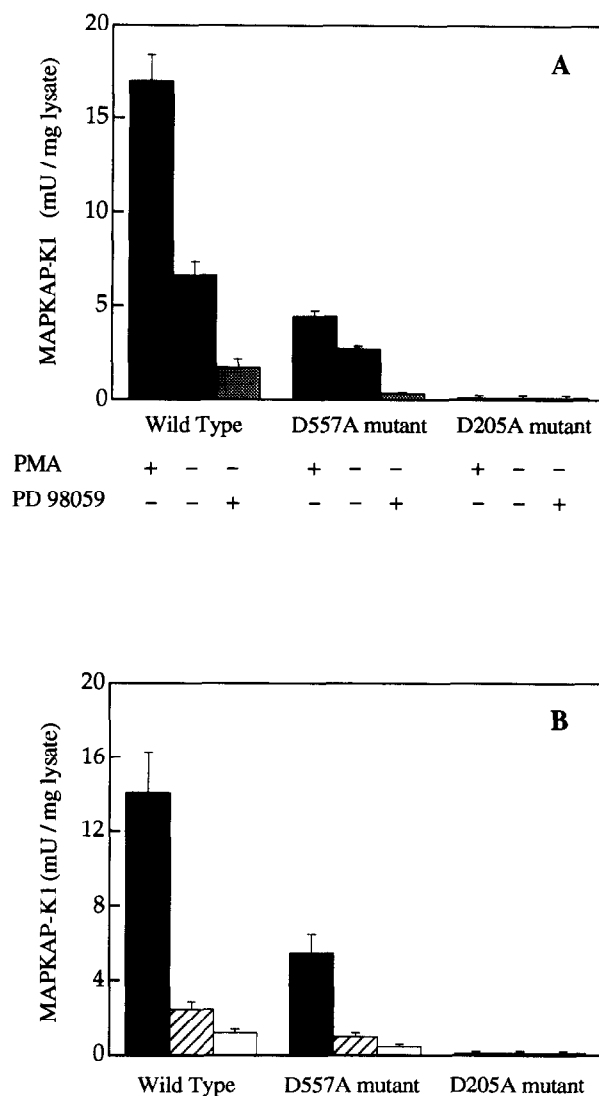 20
A
15
10
5
0
MAPKAP-K1 (mU / mg lysate)
Wild Type D557A mutant D205A mutant
PMA + − − + − − + − −
PD 98059 − − + − − + − − +
20
B
16
12
8
4
0
MAPKAP-K1 (mU / mg lysate)
Wild Type D557A mutant D205A mutant